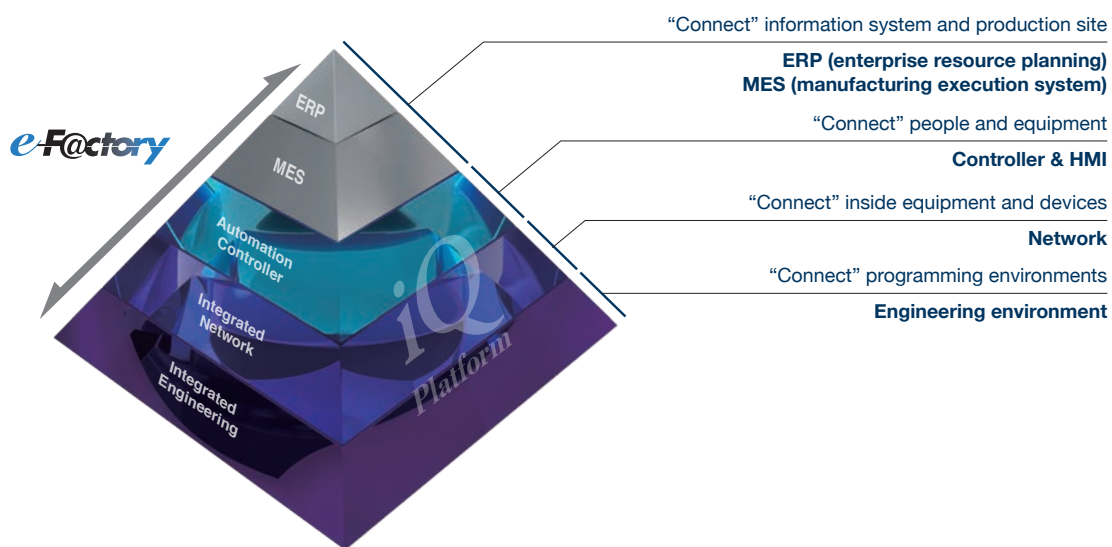 “Connect” information system and production site
ERP (enterprise resource planning)
MES (manufacturing execution system)
“Connect” people and equipment
Controller & HMI
“Connect” inside equipment and devices
Network
“Connect” programming environments
Engineering environment
e-F@ctory
ERP
MES
Automation
Controller
Integrated
Network
Integrated
Engineering
iQ
Platform